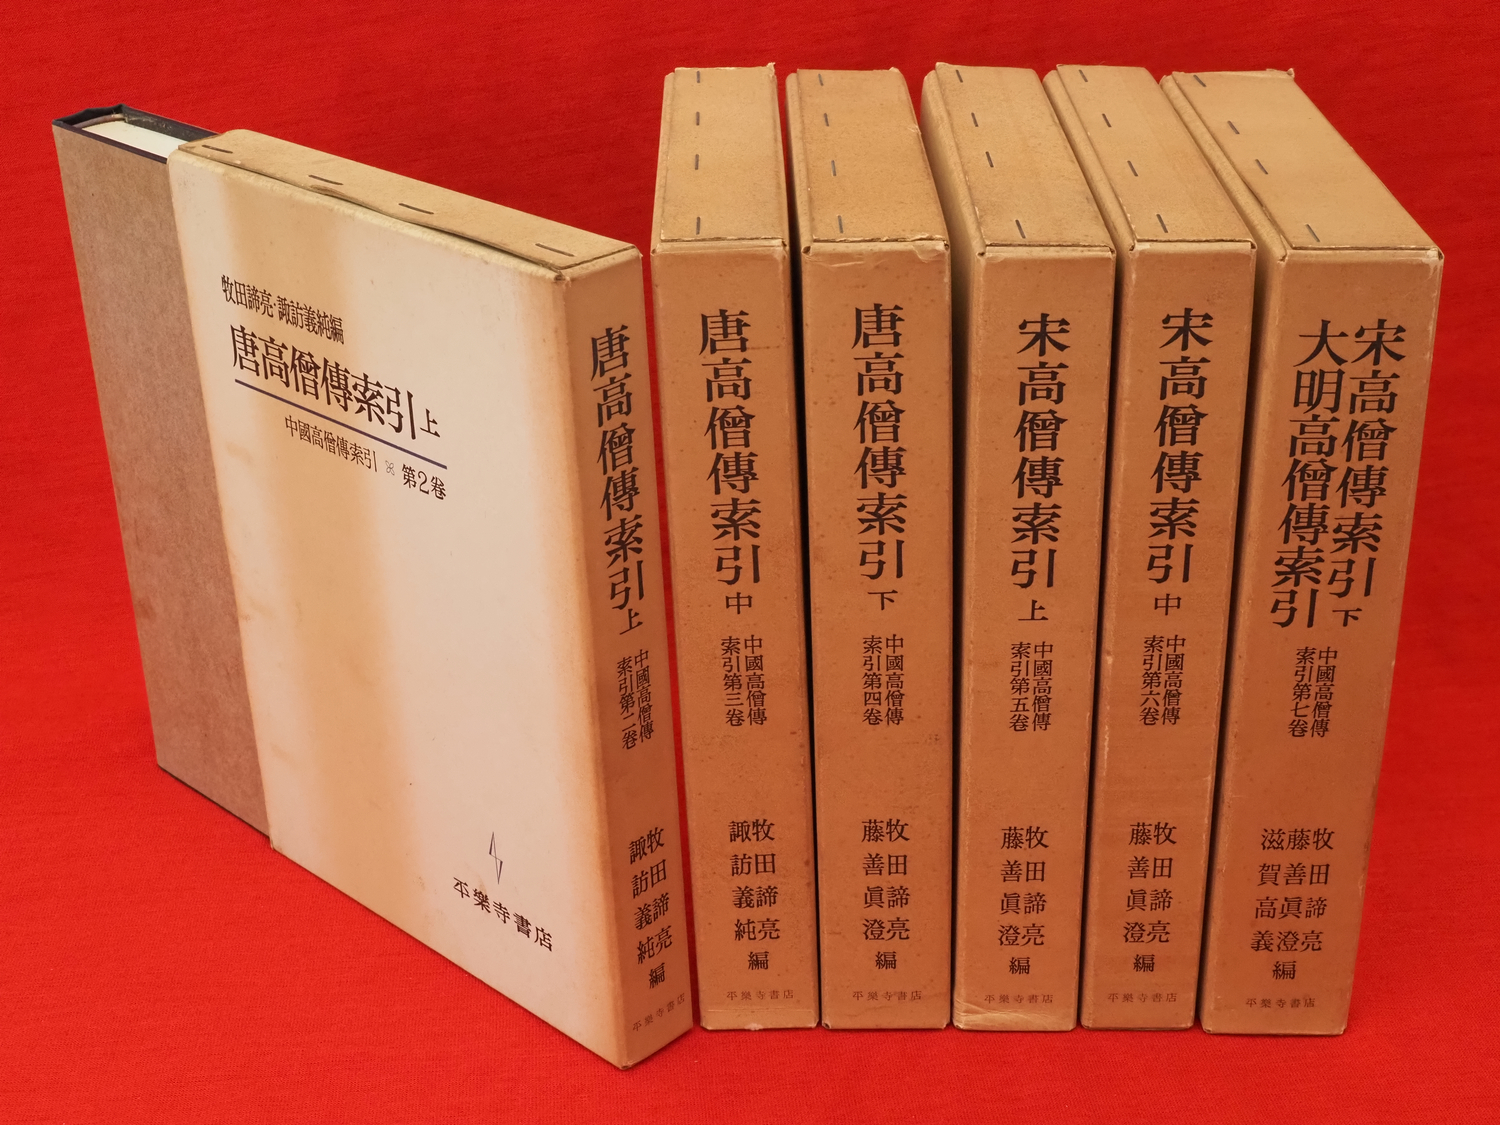 牧田諦亮・諏訪義純編
唐高僧傳索引上
中國高僧傳索引 第2卷
平樂寺書店
唐高僧傳索引上
中國高僧傳
索引第二卷
牧田諦亮
諏訪義純
編
平樂寺書店
唐高僧傳索引中
中國高僧傳
索引第三卷
牧田諦亮
諏訪義純
編
平樂寺書店
唐高僧傳索引下
中國高僧傳
索引第四卷
牧田諦亮
藤善眞澄
編
平樂寺書店
宋高僧傳索引上
中國高僧傳
索引第五卷
牧田諦亮
藤善眞澄
編
平樂寺書店
宋高僧傳索引中
中國高僧傳
索引第六卷
牧田諦亮
藤善眞澄
編
平樂寺書店
宋高僧傳索引下
大明高僧傳索引
中國高僧傳
索引第七卷
牧田諦亮
藤善眞澄
滋賀高義
編
平樂寺書店